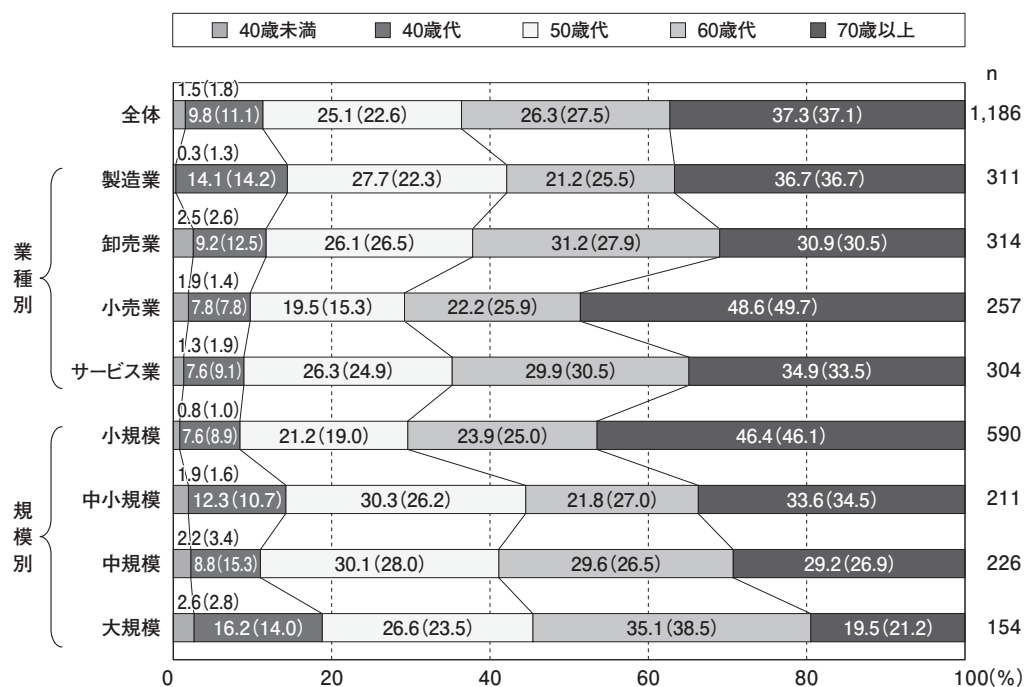 40歳未満 40歳代 50歳代 60歳代 70歳以上
n
1.5(1.8)
全体 9.8(11.1) 25.1(22.6) 26.3(27.5) 37.3(37.1) 1,186
0.3(1.3)
製造業 14.1(14.2) 27.7(22.3) 21.2(25.5) 36.7(36.7) 311
2.5(2.6)
卸売業 9.2(12.5) 26.1(26.5) 31.2(27.9) 30.9(30.5) 314
業種別
1.9(1.4)
小売業 7.8(7.8) 19.5(15.3) 22.2(25.9) 48.6(49.7) 257
1.3(1.9)
サービス業 7.6(9.1) 26.3(24.9) 29.9(30.5) 34.9(33.5) 304
0.8(1.0)
小規模 7.6(8.9) 21.2(19.0) 23.9(25.0) 46.4(46.1) 590
1.9(1.6)
中小規模 12.3(10.7) 30.3(26.2) 21.8(27.0) 33.6(34.5) 211
規模別
2.2(3.4)
中規模 8.8(15.3) 30.1(28.0) 29.6(26.5) 29.2(26.9) 226
2.6(2.8)
大規模 16.2(14.0) 26.6(23.5) 35.1(38.5) 19.5(21.2) 154
0 20 40 60 80 100(%)